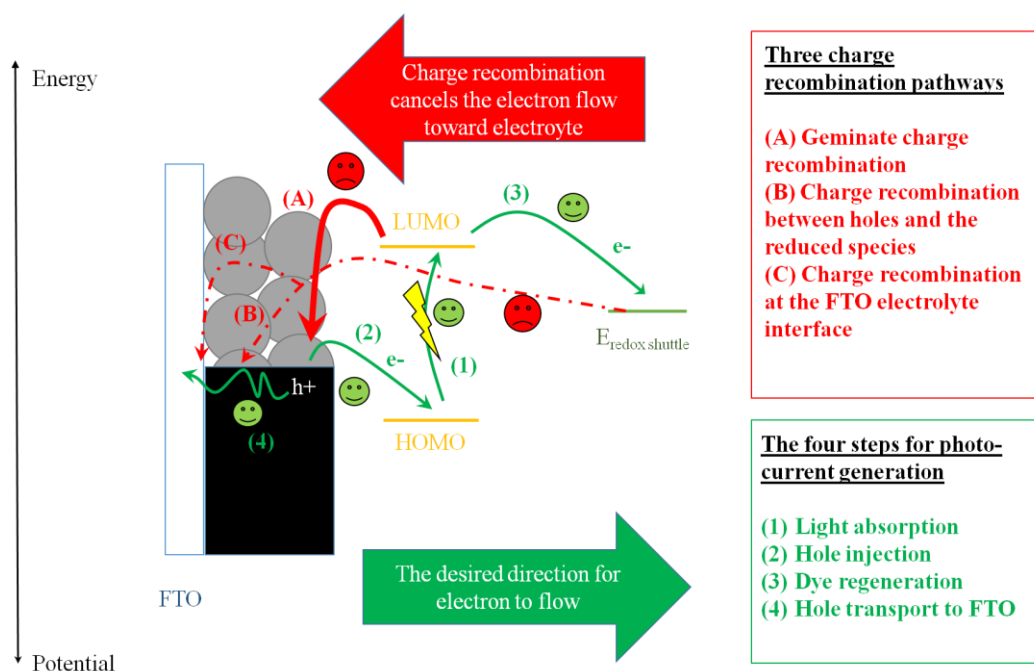 Energy
Charge recombination
cancels the electron flow
toward electroyte
Three charge
recombination pathways
(A) Geminate charge
recombination
(B) Charge recombination
between holes and the
reduced species
(C) Charge recombination
at the FTO electrolyte
interface
(A)
(3)
LUMO
e-
(C)
(B)
(2)
e-
(1)
E redox shuttle
h+
(4)
HOMO
The four steps for photo-
current generation
(1) Light absorption
(2) Hole injection
(3) Dye regeneration
(4) Hole transport to FTO
The desired direction for
electron to flow
FTO
Potential